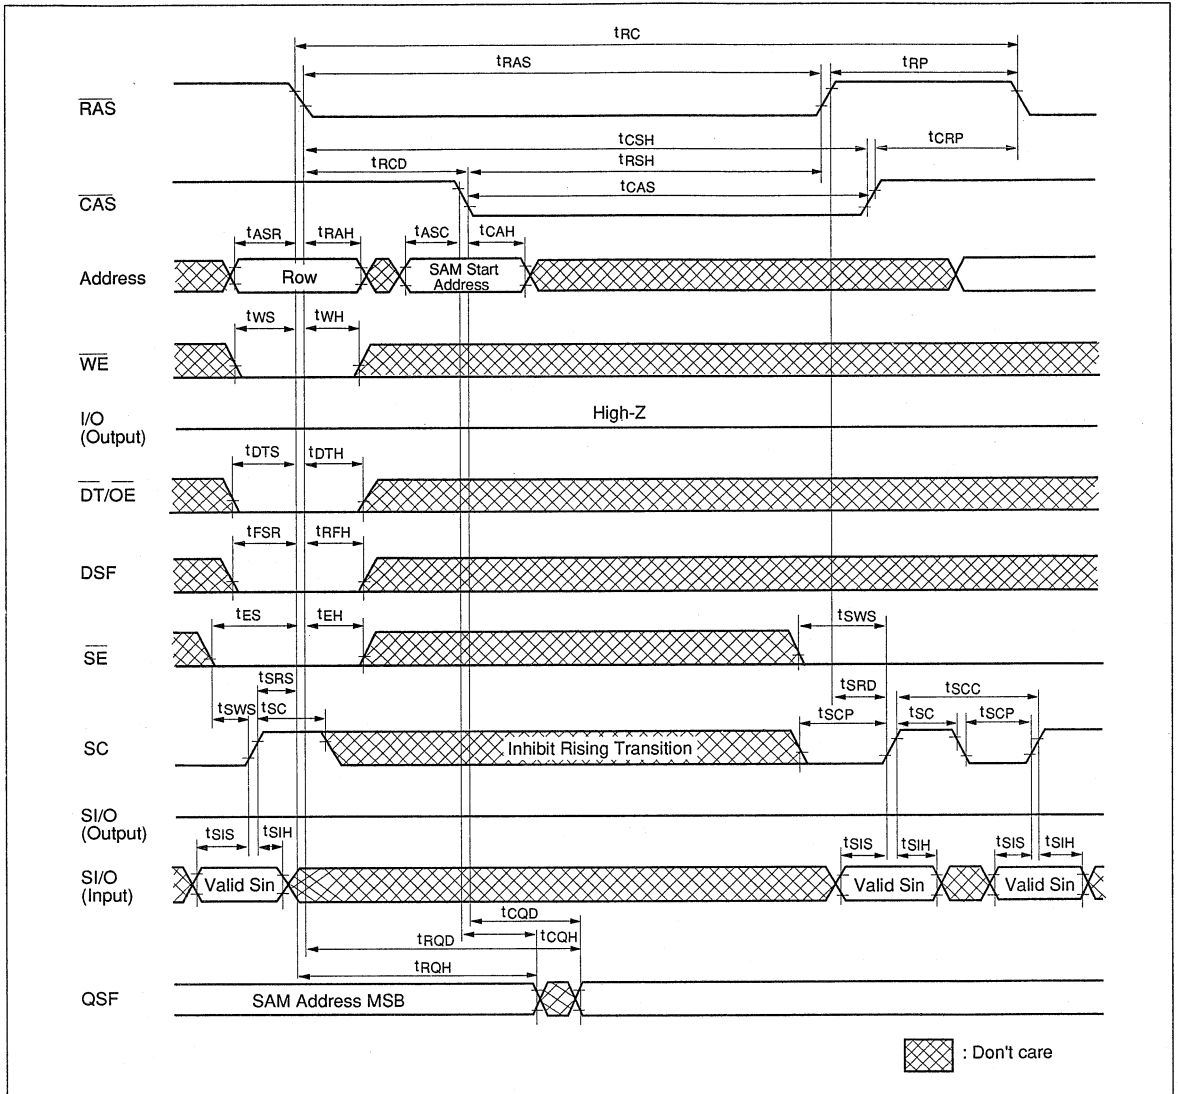 tRC
tRAS
tRP
RAS
tCSH
tCRP
tRCD
tRSH
CAS
tCAS
tASR
tRAH
tASC
tCAH
Address
Row
SAM Start
Address
tWS
tWH
WE
I/O
(Output)
High-Z
tDTS
tDTH
DT/OE
tFSR
tRFH
DSF
tES
tEH
tSWS
SE
tSRS
tSRD
tSCC
tSWS
tSC
tSCP
tSC
tSCP
SC
Inhibit Rising Transition
SI/O
(Output)
tSIS
tSIH
tSIS
tSIH
tSIS
tSIH
SI/O
(Input)
Valid Sin
Valid Sin
Valid Sin
tCQD
tRQD
tCQH
tRQH
QSF
SAM Address MSB
: Don't care